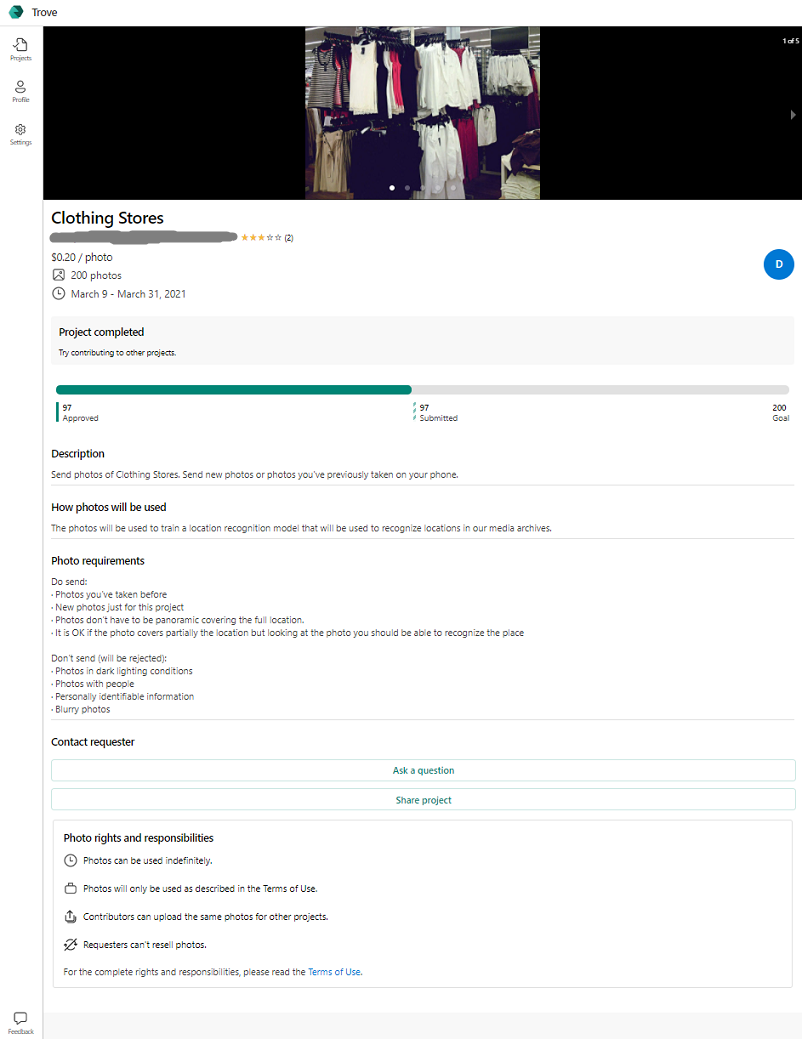 Trove
Projects
Profile
Settings
Feedback
1 of 5
Clothing Stores
(2)
$0.20 / photo
200 photos
March 9 - March 31, 2021
D
Project completed
Try contributing to other projects.
97
Approved
97
Submitted
200
Goal
Description
Send photos of Clothing Stores. Send new photos or photos you've previously taken on your phone.
How photos will be used
The photos will be used to train a location recognition model that will be used to recognize locations in our media archives.
Photo requirements
Do send:
· Photos you've taken before
· New photos just for this project
· Photos don't have to be panoramic covering the full location.
· It is OK if the photo covers partially the location but looking at the photo you should be able to recognize the place
Don't send (will be rejected):
· Photos in dark lighting conditions
· Photos with people
· Personally identifiable information
· Blurry photos
Contact requester
Ask a question
Share project
Photo rights and responsibilities
Photos can be used indefinitely.
Photos will only be used as described in the Terms of Use.
Contributors can upload the same photos for other projects.
Requesters can't resell photos.
For the complete rights and responsibilities, please read the Terms of Use.